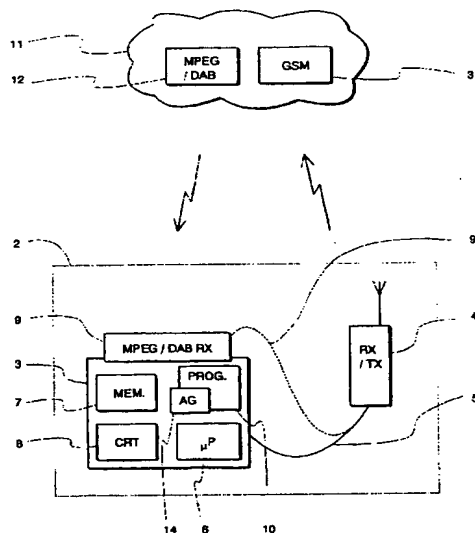 11
MPEG
/ DAB
GSM
12
3
2
9
9
MPEG / DAB RX
RX
/ TX
4
3
PROG.
MEM.
AG
7
5
CRT
µP
8
14
6
10